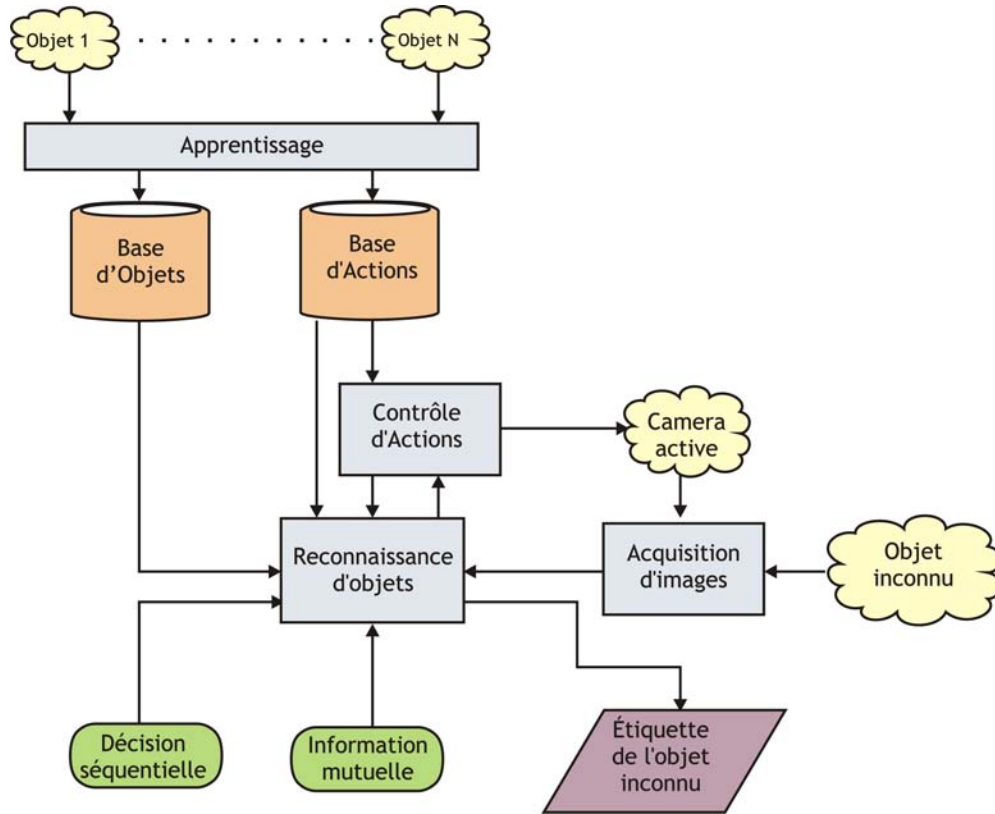 Objet 1
Objet N
Apprentissage
Base
d’Objets
Base
d'Actions
Contrôle
d'Actions
Camera
active
Reconnaissance
d'objets
Acquisition
d'images
Objet
inconnu
Décision
séquentielle
Information
mutuelle
Étiquette
de l'objet
inconnu